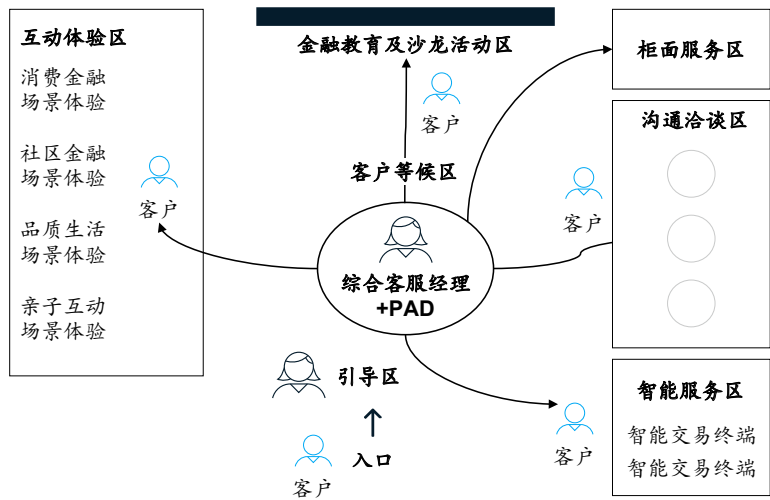 互动体验区
消费金融
场景体验
社区金融
场景体验
品质生活
场景体验
亲子互动
场景体验
客户
金融教育及沙龙活动区
客户
客户等候区
综合客服经理
+PAD
引导区
入口
客户
柜面服务区
沟通洽谈区
客户
智能服务区
智能交易终端
智能交易终端
客户